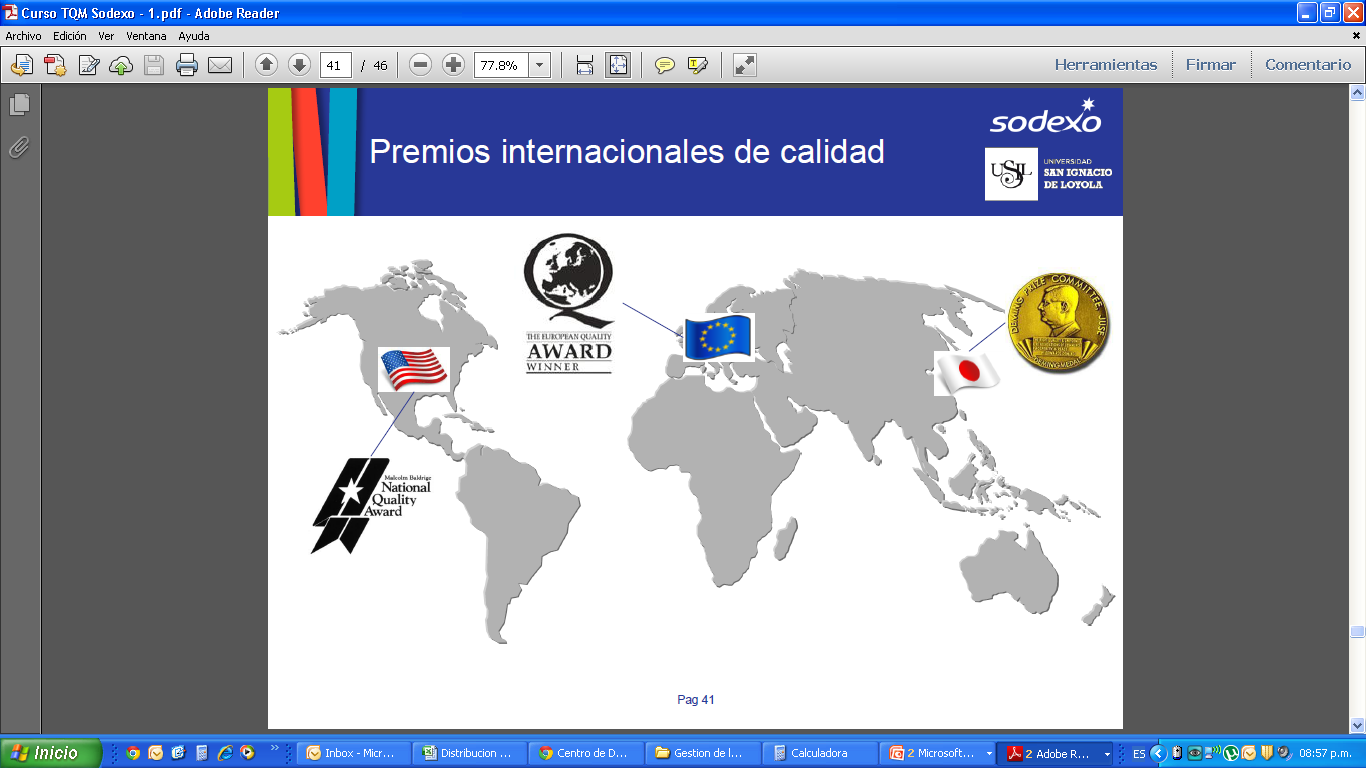 Curso TQM Sodexo - 1.pdf - Adobe Reader
Archivo Edición Ver Ventana Ayuda
41 / 46 77.8% Herramientas Firmar Comentario
Premios internacionales de calidad
sodexo
USIL
UNIVERSIDAD
SAN IGNACIO
DE LOYOLA
THE EUROPEAN QUALITY
AWARD
WINNER
DEMING PRIZE COMMITTEE, JUSE
DEMING MEDAL
Malcolm Baldrige
National
Quality
Award
Pag 41
Inicio
Inbox - Micr...
Distribucion ...
Centro de D...
Gestion de l...
Calculadora
2 Microsoft...
2 Adobe R...
ES
08:57 p.m.